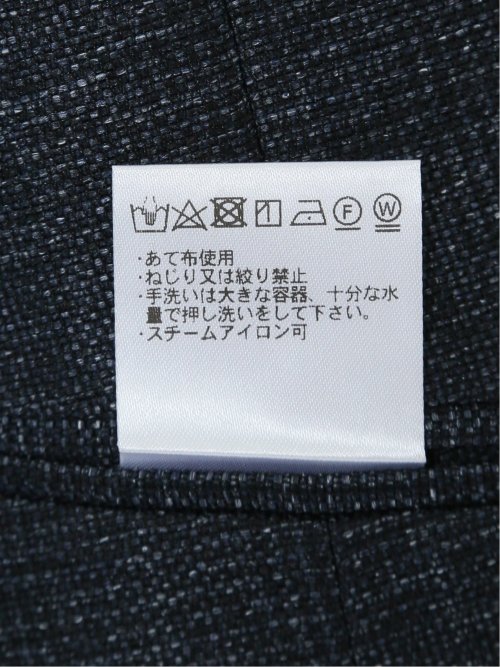 F W
・あて布使用
・ねじり又は絞り禁止
・手洗いは大きな容器、十分な水
量で押し洗いをして下さい。
・スチームアイロン可